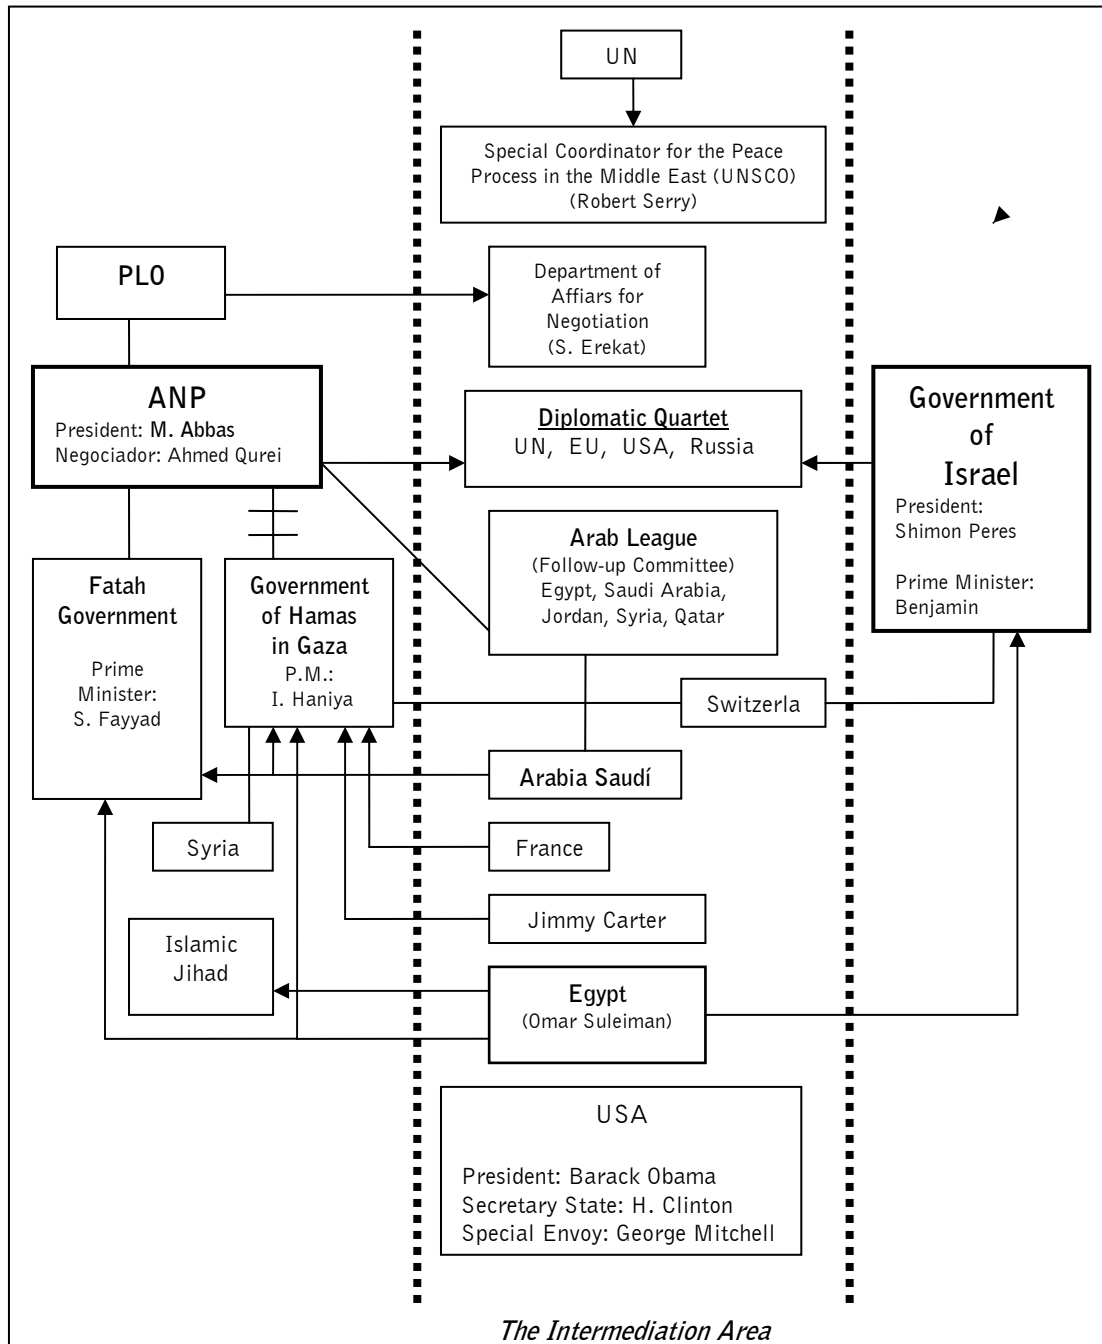 UN
Special Coordinator for the Peace
Process in the Middle East (UNSCO)
(Robert Serry)
PLO
Department of
Affiars for
Negotiation
(S. Erekat)
ANP
President: M. Abbas
Negociador: Ahmed Qurei
Diplomatic Quartet
UN, EU, USA, Russia
Government
of
Israel
President:
Shimon Peres
Prime Minister:
Benjamin
Arab League
(Follow-up Committee)
Egypt, Saudi Arabia,
Jordan, Syria, Qatar
Fatah
Government
Prime
Minister:
S. Fayyad
Government
of Hamas
in Gaza
P.M.:
I. Haniya
Switzerla
Arabia Saudí
Syria
France
Jimmy Carter
Islamic
Jihad
Egypt
(Omar Suleiman)
USA
President: Barack Obama
Secretary State: H. Clinton
Special Envoy: George Mitchell
The Intermediation Area